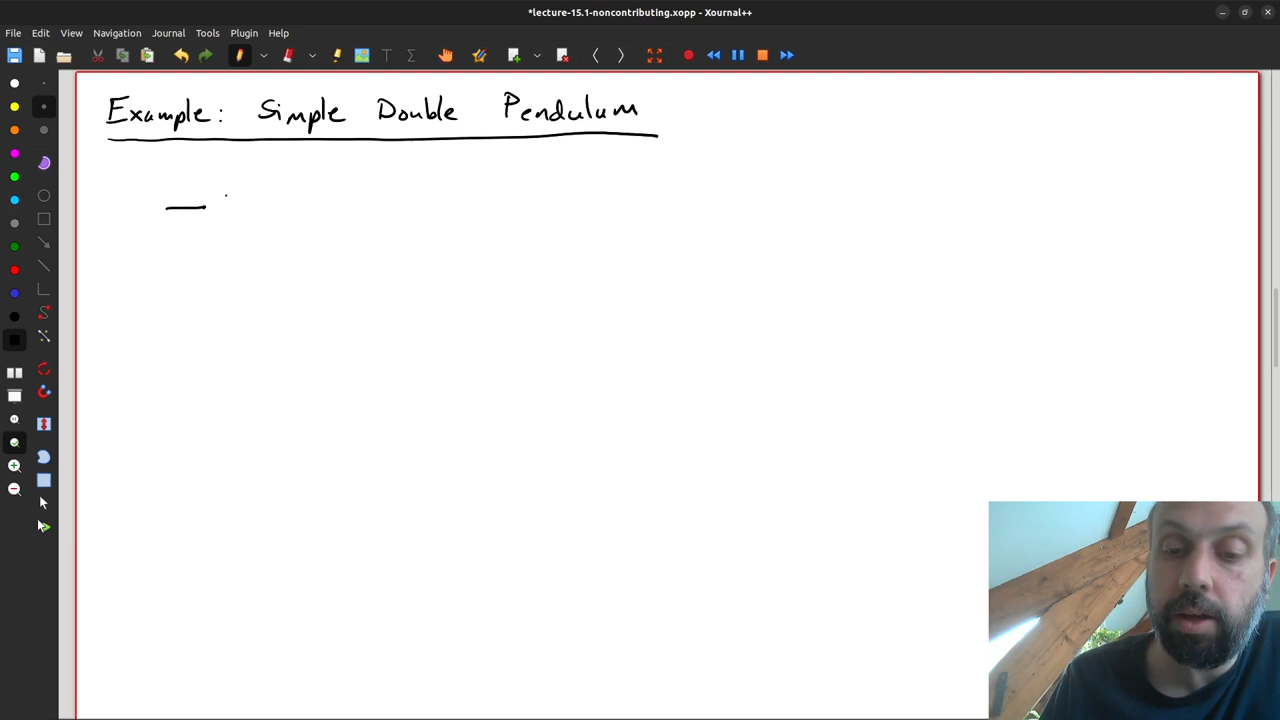 *lecture-15.1-noncontributing.xopp - Xournal++
File Edit View Navigation Journal Tools Plugin Help
Example: Simple Double Pendulum